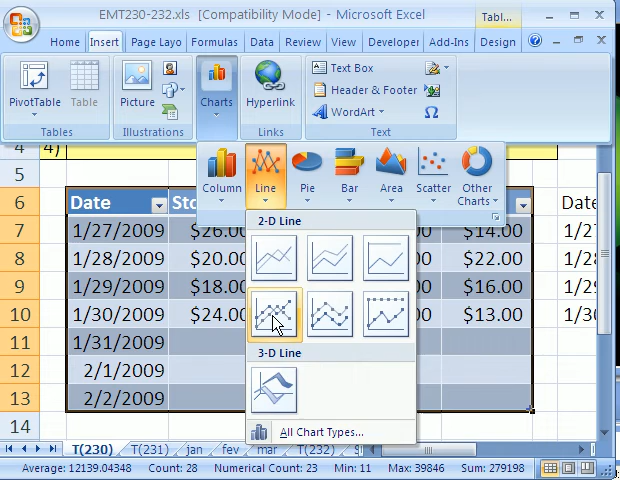 EMT230-232.xls [Compatibility Mode] - Microsoft Excel
Tabl...
Home Insert Page Layo Formulas Data Review View Developer Add-Ins Design
PivotTable Table Picture Charts Hyperlink
Text Box
Header & Footer
WordArt
Tables Illustrations Links Text
Column Line Pie Bar Area Scatter Other Charts
4 4)
5
2-D Line
6 Date Sto Date
7 1/27/2009 $26.00 $14.00 1/27
8 1/28/2009 $20.00 $22.00 1/28
9 1/29/2009 $18.00 $16.00 1/29
10 1/30/2009 $24.00 $13.00 1/30
11 1/31/2009
3-D Line
12 2/1/2009
13 2/2/2009
14
All Chart Types...
T(230) T(231) jan fev mar T(232)
Average: 12139.04348 Count: 28 Numerical Count: 23 Min: 11 Max: 39846 Sum: 279198